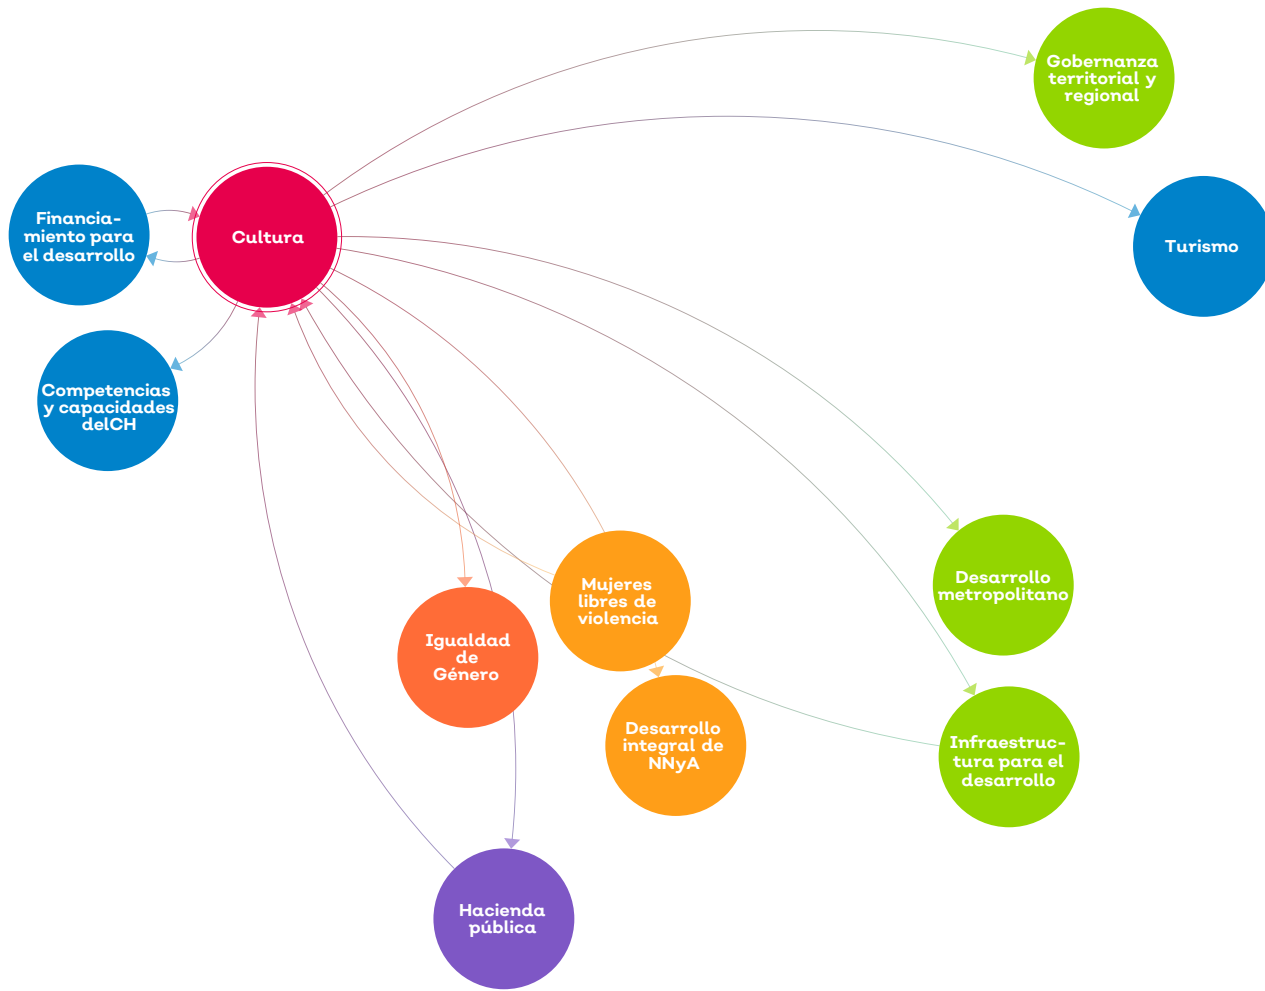 Gobernanza
territorial y
regional
Financia-
miento para
el desarrollo
Cultura
Turismo
Competencias
y capacidades
delCH
Mujeres
libres de
violencia
Desarrollo
metropolitano
Igualdad
de
Género
Desarrollo
integral de
NNyA
Infraestruc-
tura para el
desarrollo
Hacienda
pública